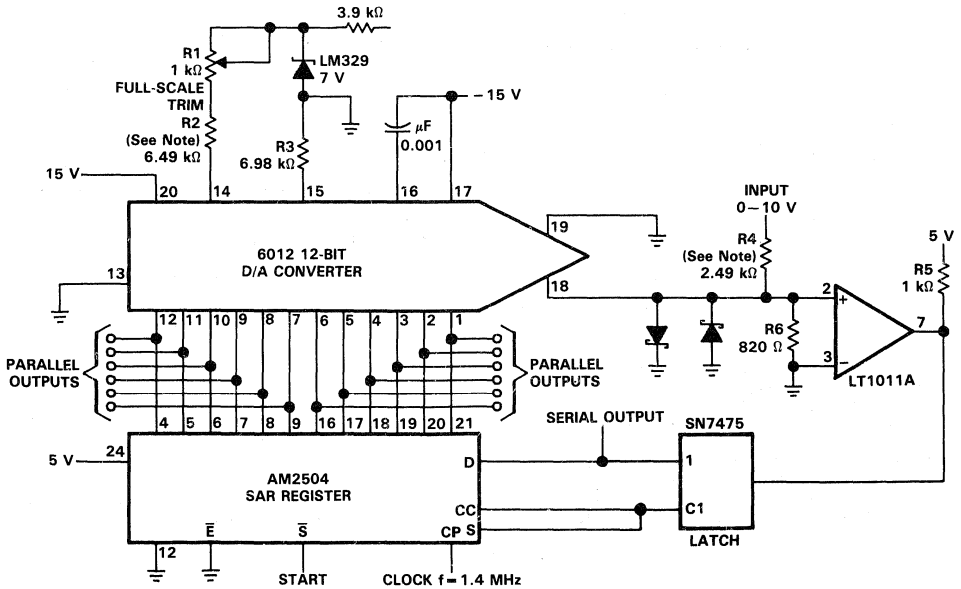 3.9 kΩ
R1
1 kΩ
FULL-SCALE
TRIM
LM329
7 V
R2
(See Note)
6.49 kΩ
R3
6.98 kΩ
μF
0.001
- 15 V
15 V
20
14
15
16
17
6012 12-BIT
D/A CONVERTER
13
19
18
INPUT
0–10 V
R4
(See Note)
2.49 kΩ
5 V
R5
1 kΩ
2
+
R6
820 Ω
3
−
7
LT1011A
12
11
10
9
8
7
6
5
4
3
2
1
PARALLEL
OUTPUTS
PARALLEL
OUTPUTS
4
5
6
7
8
9
16
17
18
19
20
21
SERIAL OUTPUT
SN7475
5 V
24
AM2504
SAR REGISTER
D
1
CC
S
C1
LATCH
12
E̅
S̅
CP
START
CLOCK f = 1.4 MHz